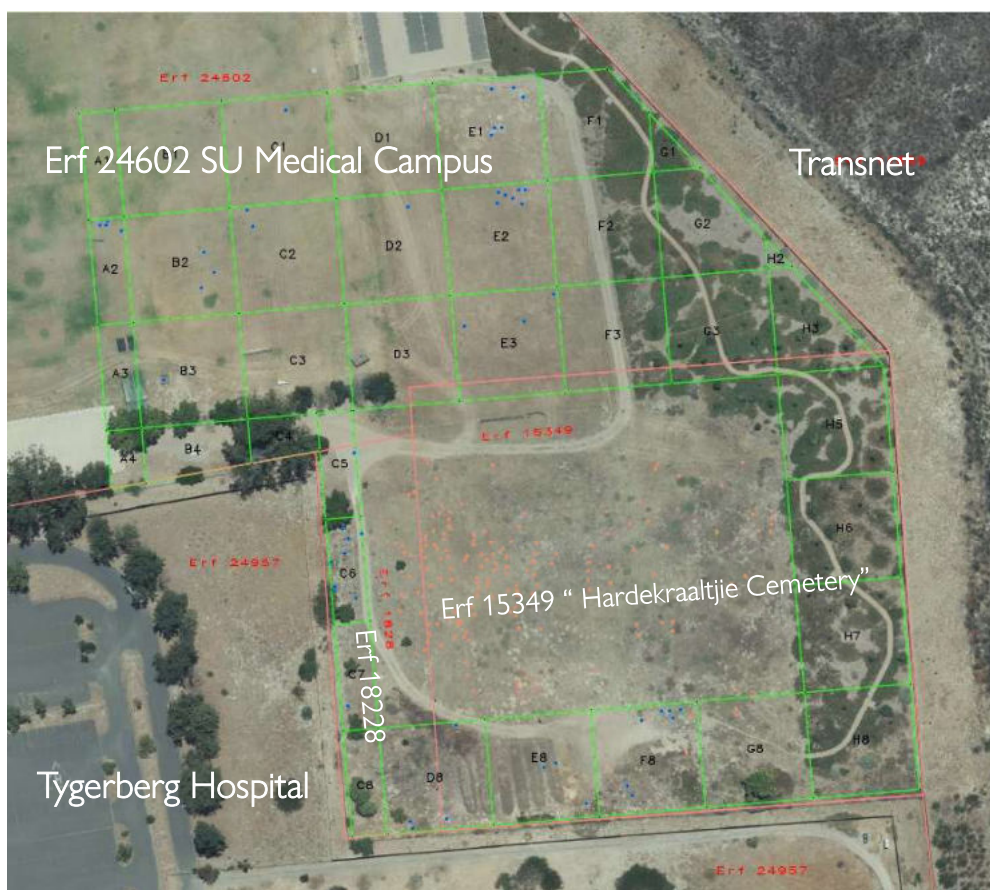 Erf 24602
Erf 24602 SU Medical Campus
Transnet
B1
C1
D1
E1
F1
G1
A2
B2
C2
D2
E2
F2
G2
H2
A3
B3
C3
D3
E3
F3
G3
H3
A4
B4
C4
Erf 15349
C5
H5
Erf 24957
C6
Erf 1828
Erf 15349 “ Hardekraaltjie Cemetery”
H6
Erf 18228
C7
H7
Tygerberg Hospital
C8
D8
E8
F8
G8
H8
Erf 24957